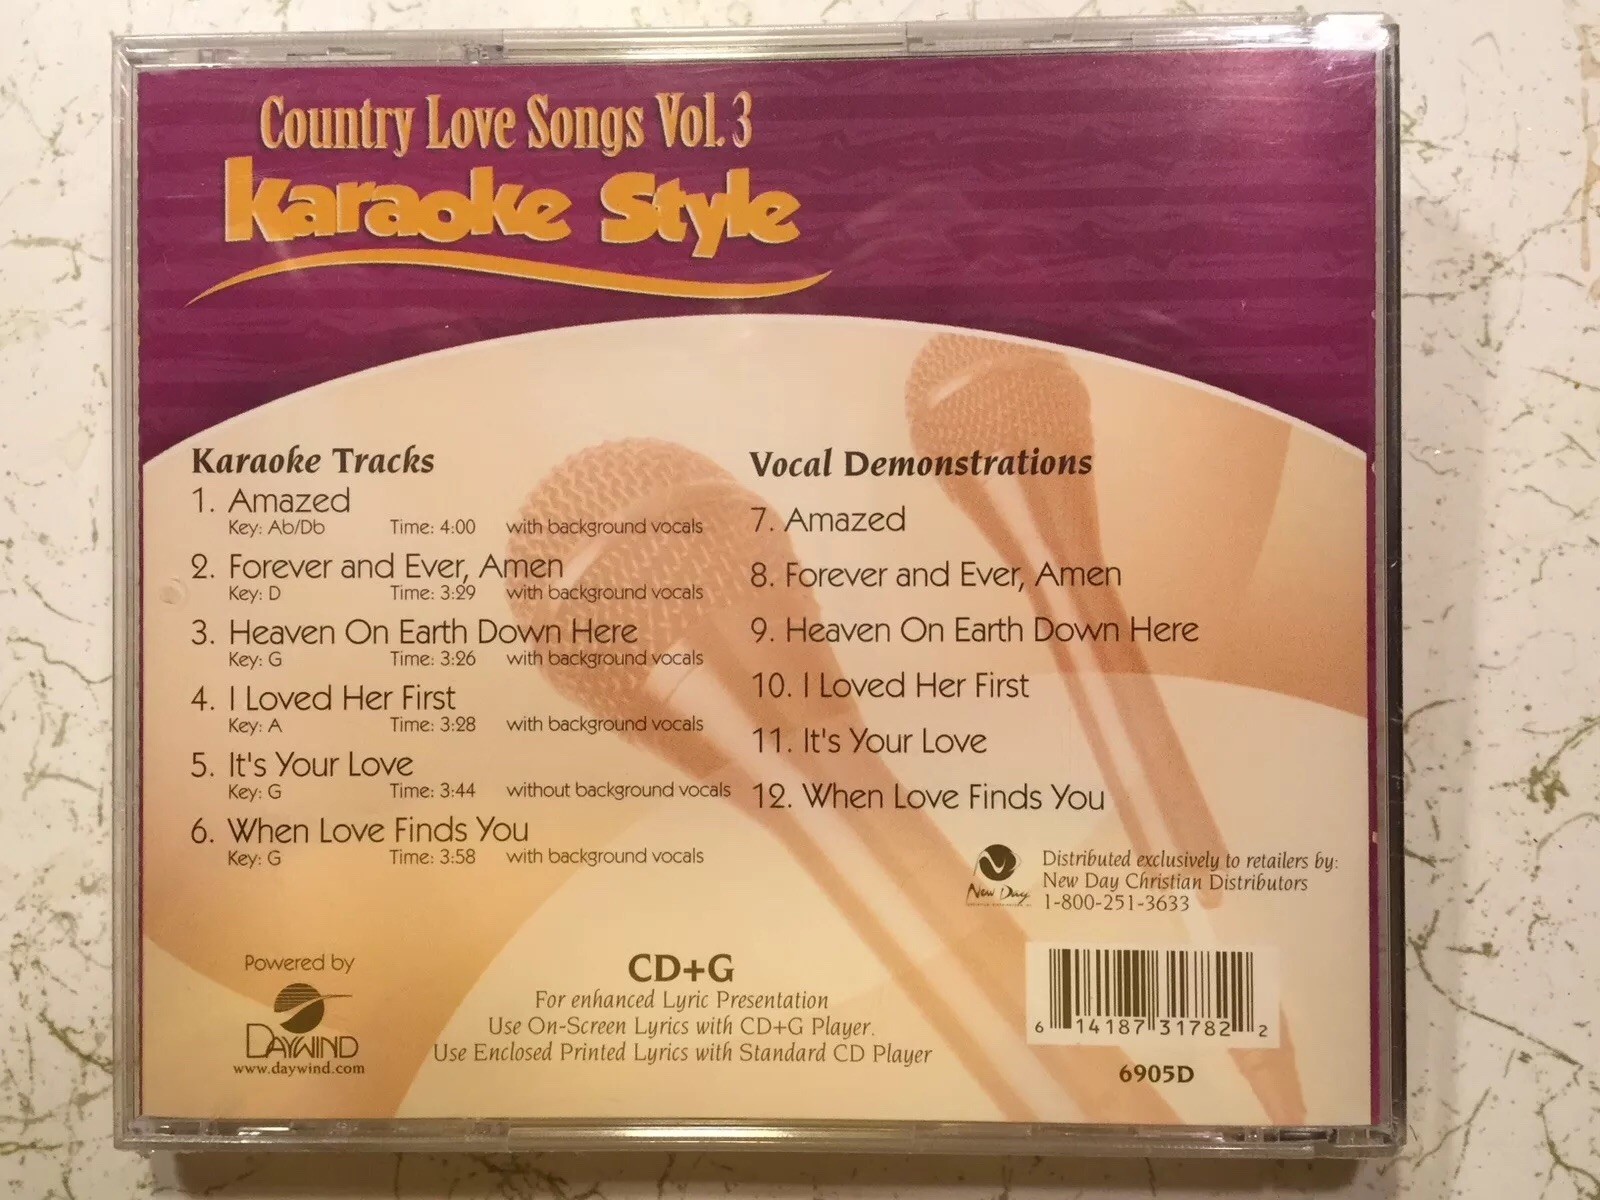 Country Love Songs Vol. 3
Karaoke Style
Karaoke Tracks
1. Amazed
Key: Ab/Db Time: 4:00 with background vocals
2. Forever and Ever, Amen
Key: D Time: 3:29 with background vocals
3. Heaven On Earth Down Here
Key: G Time: 3:26 with background vocals
4. I Loved Her First
Key: A Time: 3:28 with background vocals
5. It's Your Love
Key: G Time: 3:44 without background vocals
6. When Love Finds You
Key: G Time: 3:58 with background vocals
Vocal Demonstrations
7. Amazed
8. Forever and Ever, Amen
9. Heaven On Earth Down Here
10. I Loved Her First
11. It's Your Love
12. When Love Finds You
New Day
Distributed exclusively to retailers by:
New Day Christian Distributors
1-800-251-3633
Powered by
DAYWIND
www.daywind.com
CD+G
For enhanced Lyric Presentation
Use On-Screen Lyrics with CD+G Player.
Use Enclosed Printed Lyrics with Standard CD Player
6 14187 31782 2
6905D